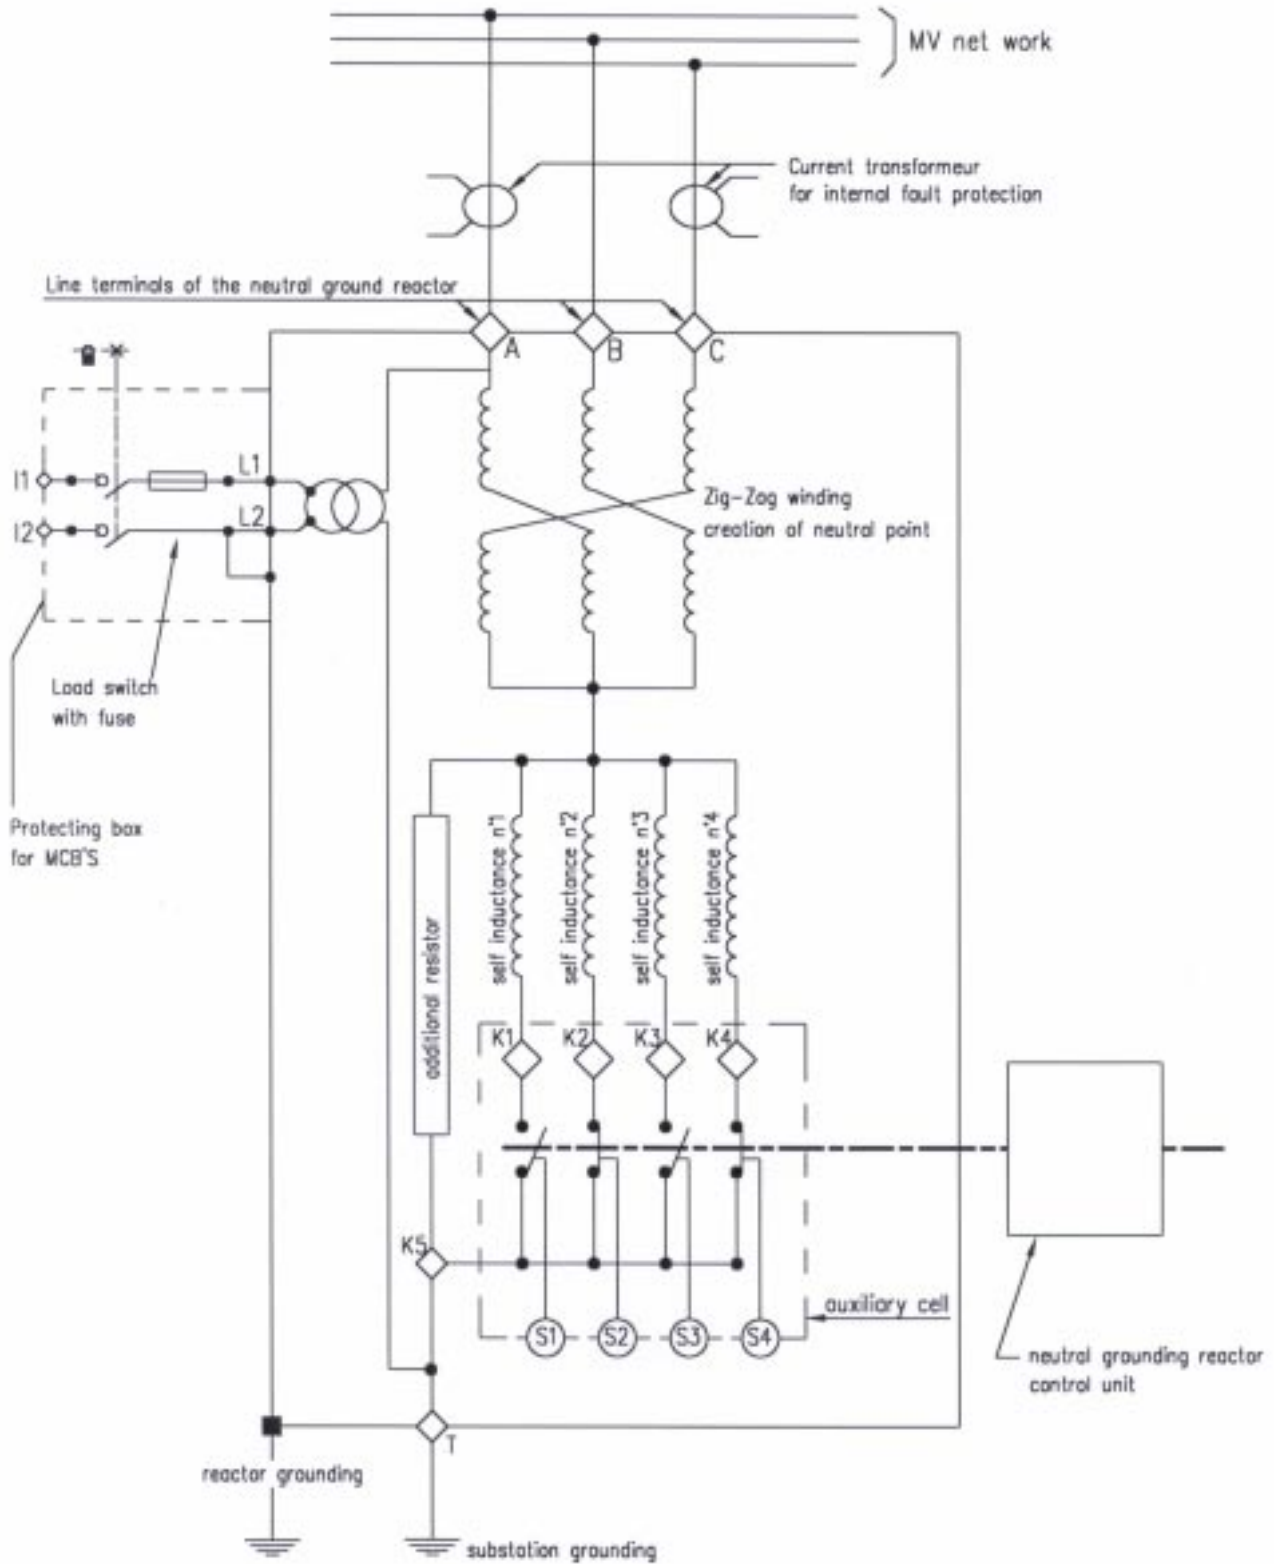 MV net work
Current transformeur
for internal fault protection
Line terminals of the neutral ground reactor
A
B
C
L1
I1
L2
I2
Zig-Zag winding
creation of neutral point
Load switch
with fuse
Protecting box
for MCB'S
additional resistor
self inductance n°1
self inductance n°2
self inductance n°3
self inductance n°4
K1
K2
K3
K4
K5
auxiliary cell
S1
S2
S3
S4
neutral grounding reactor
control unit
T
reactor grounding
substation grounding